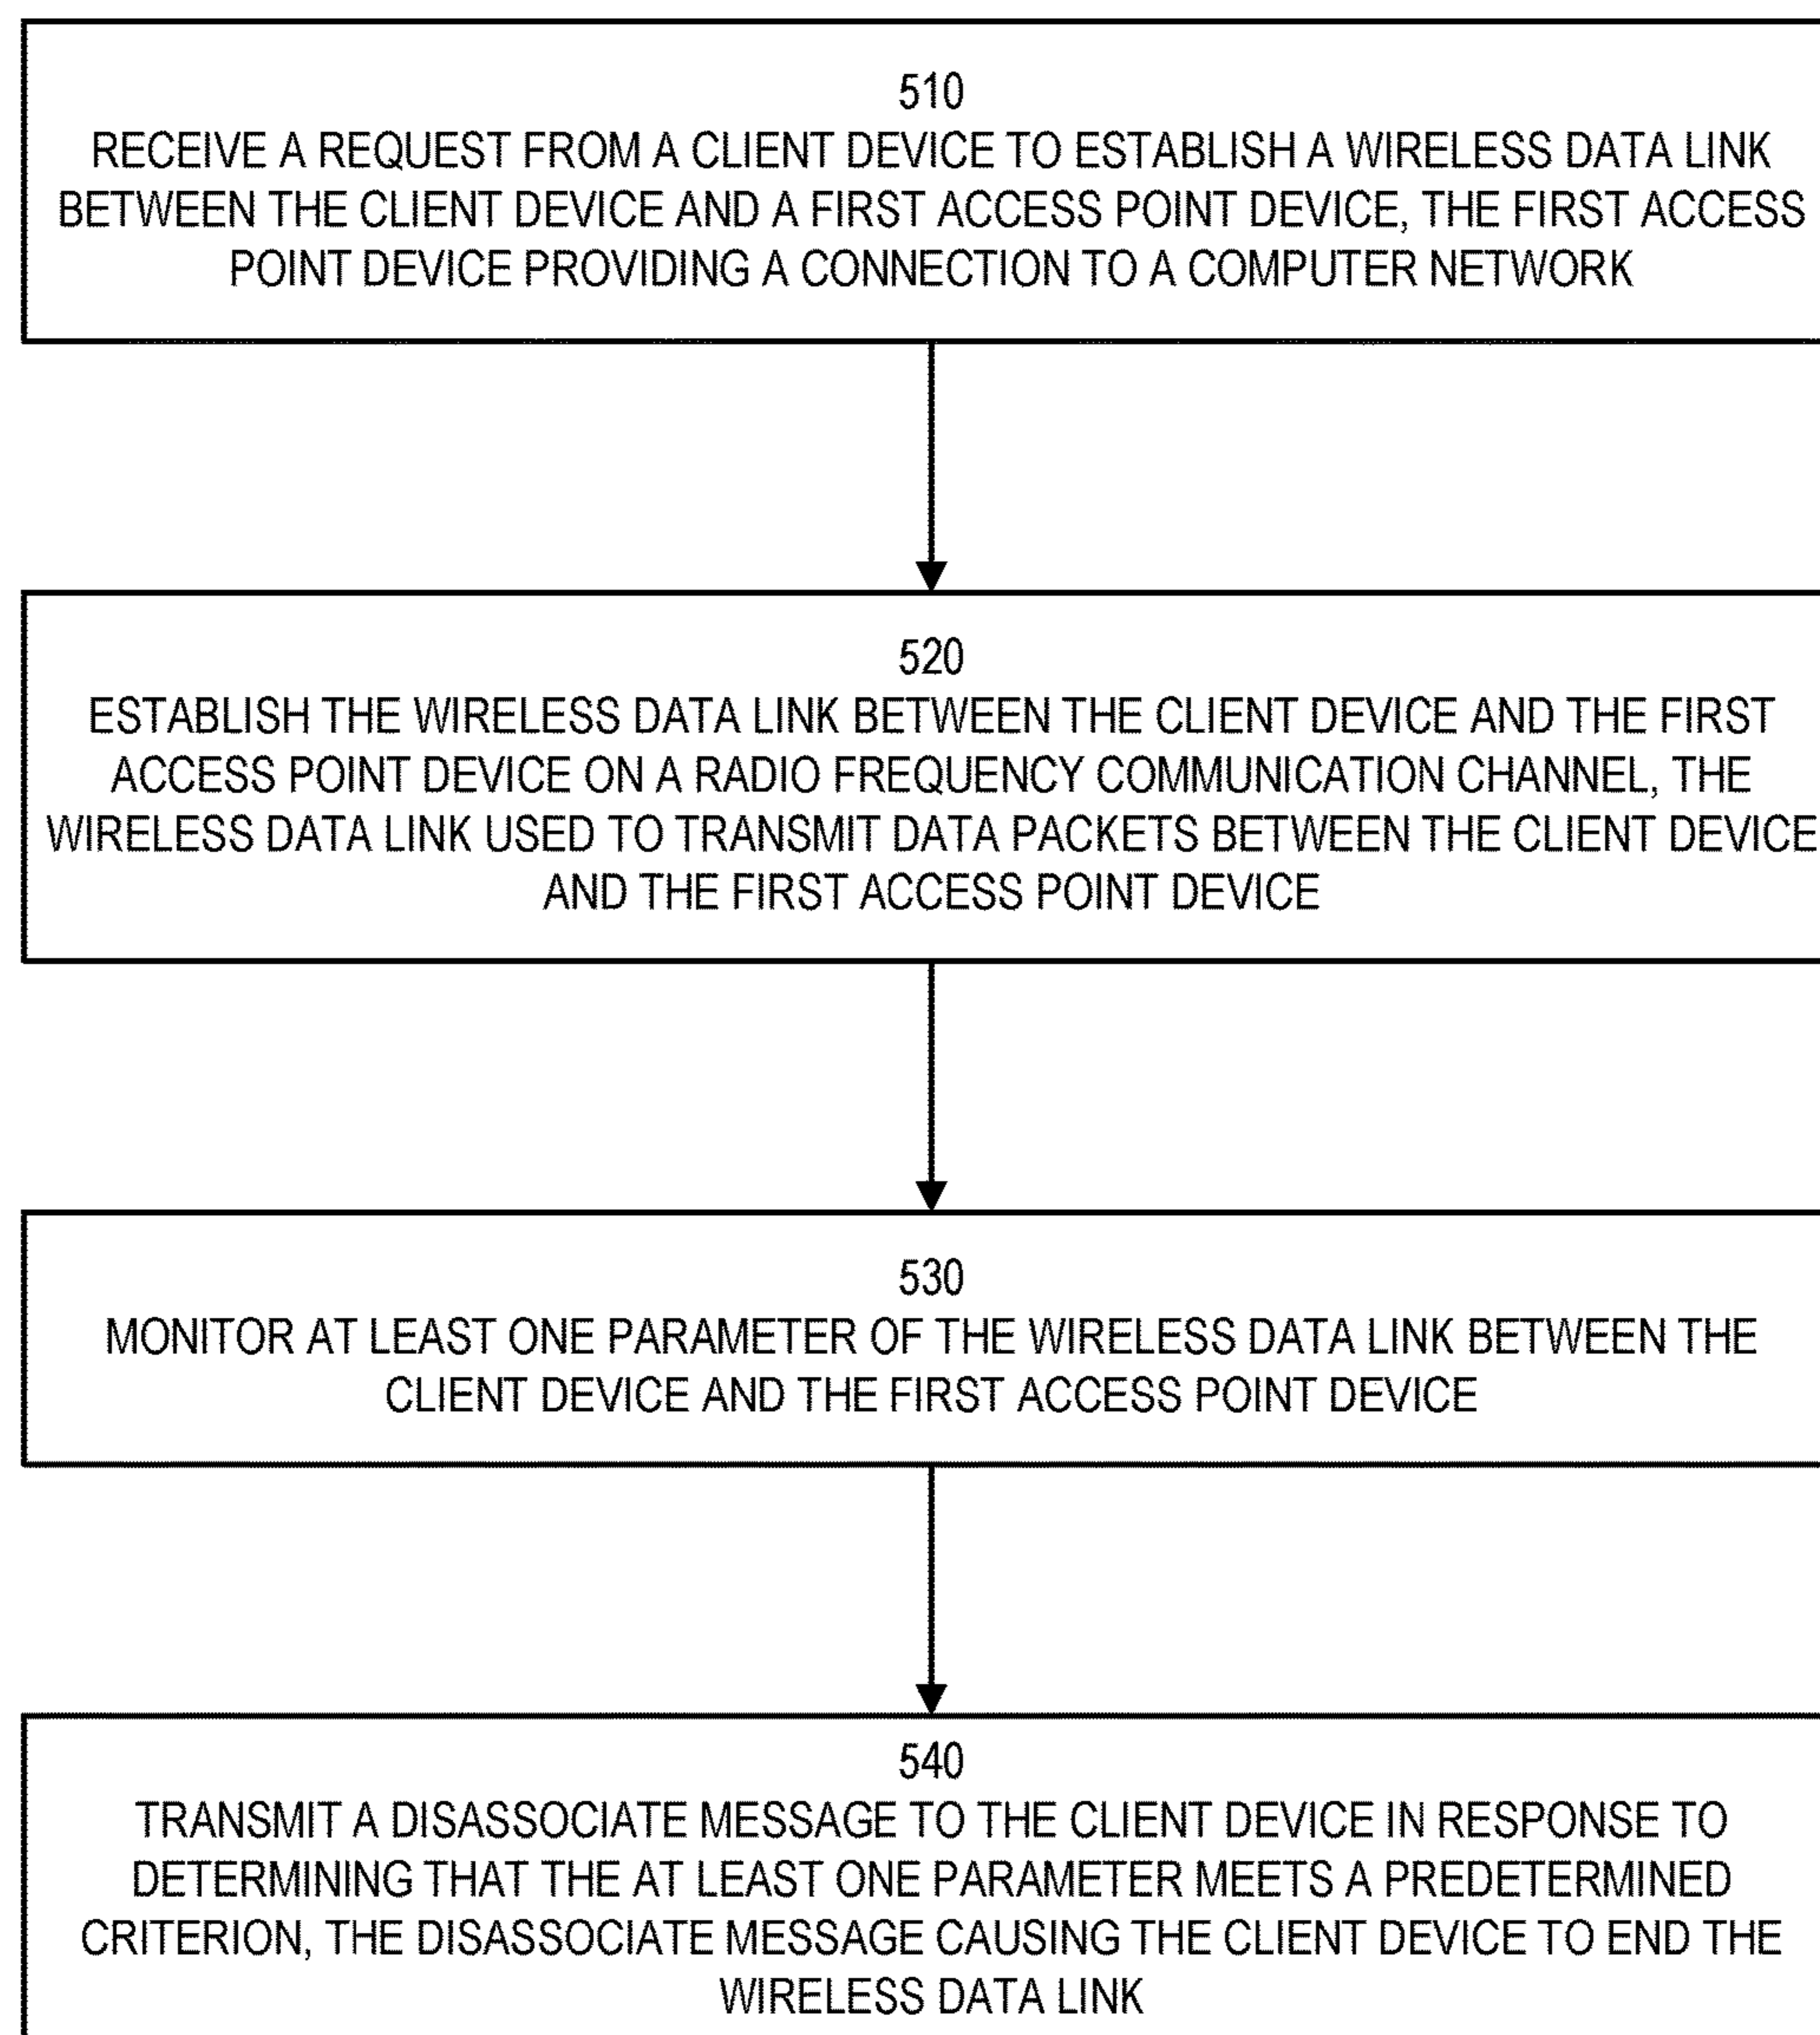 510
RECEIVE A REQUEST FROM A CLIENT DEVICE TO ESTABLISH A WIRELESS DATA LINK
BETWEEN THE CLIENT DEVICE AND A FIRST ACCESS POINT DEVICE, THE FIRST ACCESS
POINT DEVICE PROVIDING A CONNECTION TO A COMPUTER NETWORK
520
ESTABLISH THE WIRELESS DATA LINK BETWEEN THE CLIENT DEVICE AND THE FIRST
ACCESS POINT DEVICE ON A RADIO FREQUENCY COMMUNICATION CHANNEL, THE
WIRELESS DATA LINK USED TO TRANSMIT DATA PACKETS BETWEEN THE CLIENT DEVICE
AND THE FIRST ACCESS POINT DEVICE
530
MONITOR AT LEAST ONE PARAMETER OF THE WIRELESS DATA LINK BETWEEN THE
CLIENT DEVICE AND THE FIRST ACCESS POINT DEVICE
540
TRANSMIT A DISASSOCIATE MESSAGE TO THE CLIENT DEVICE IN RESPONSE TO
DETERMINING THAT THE AT LEAST ONE PARAMETER MEETS A PREDETERMINED
CRITERION, THE DISASSOCIATE MESSAGE CAUSING THE CLIENT DEVICE TO END THE
WIRELESS DATA LINK